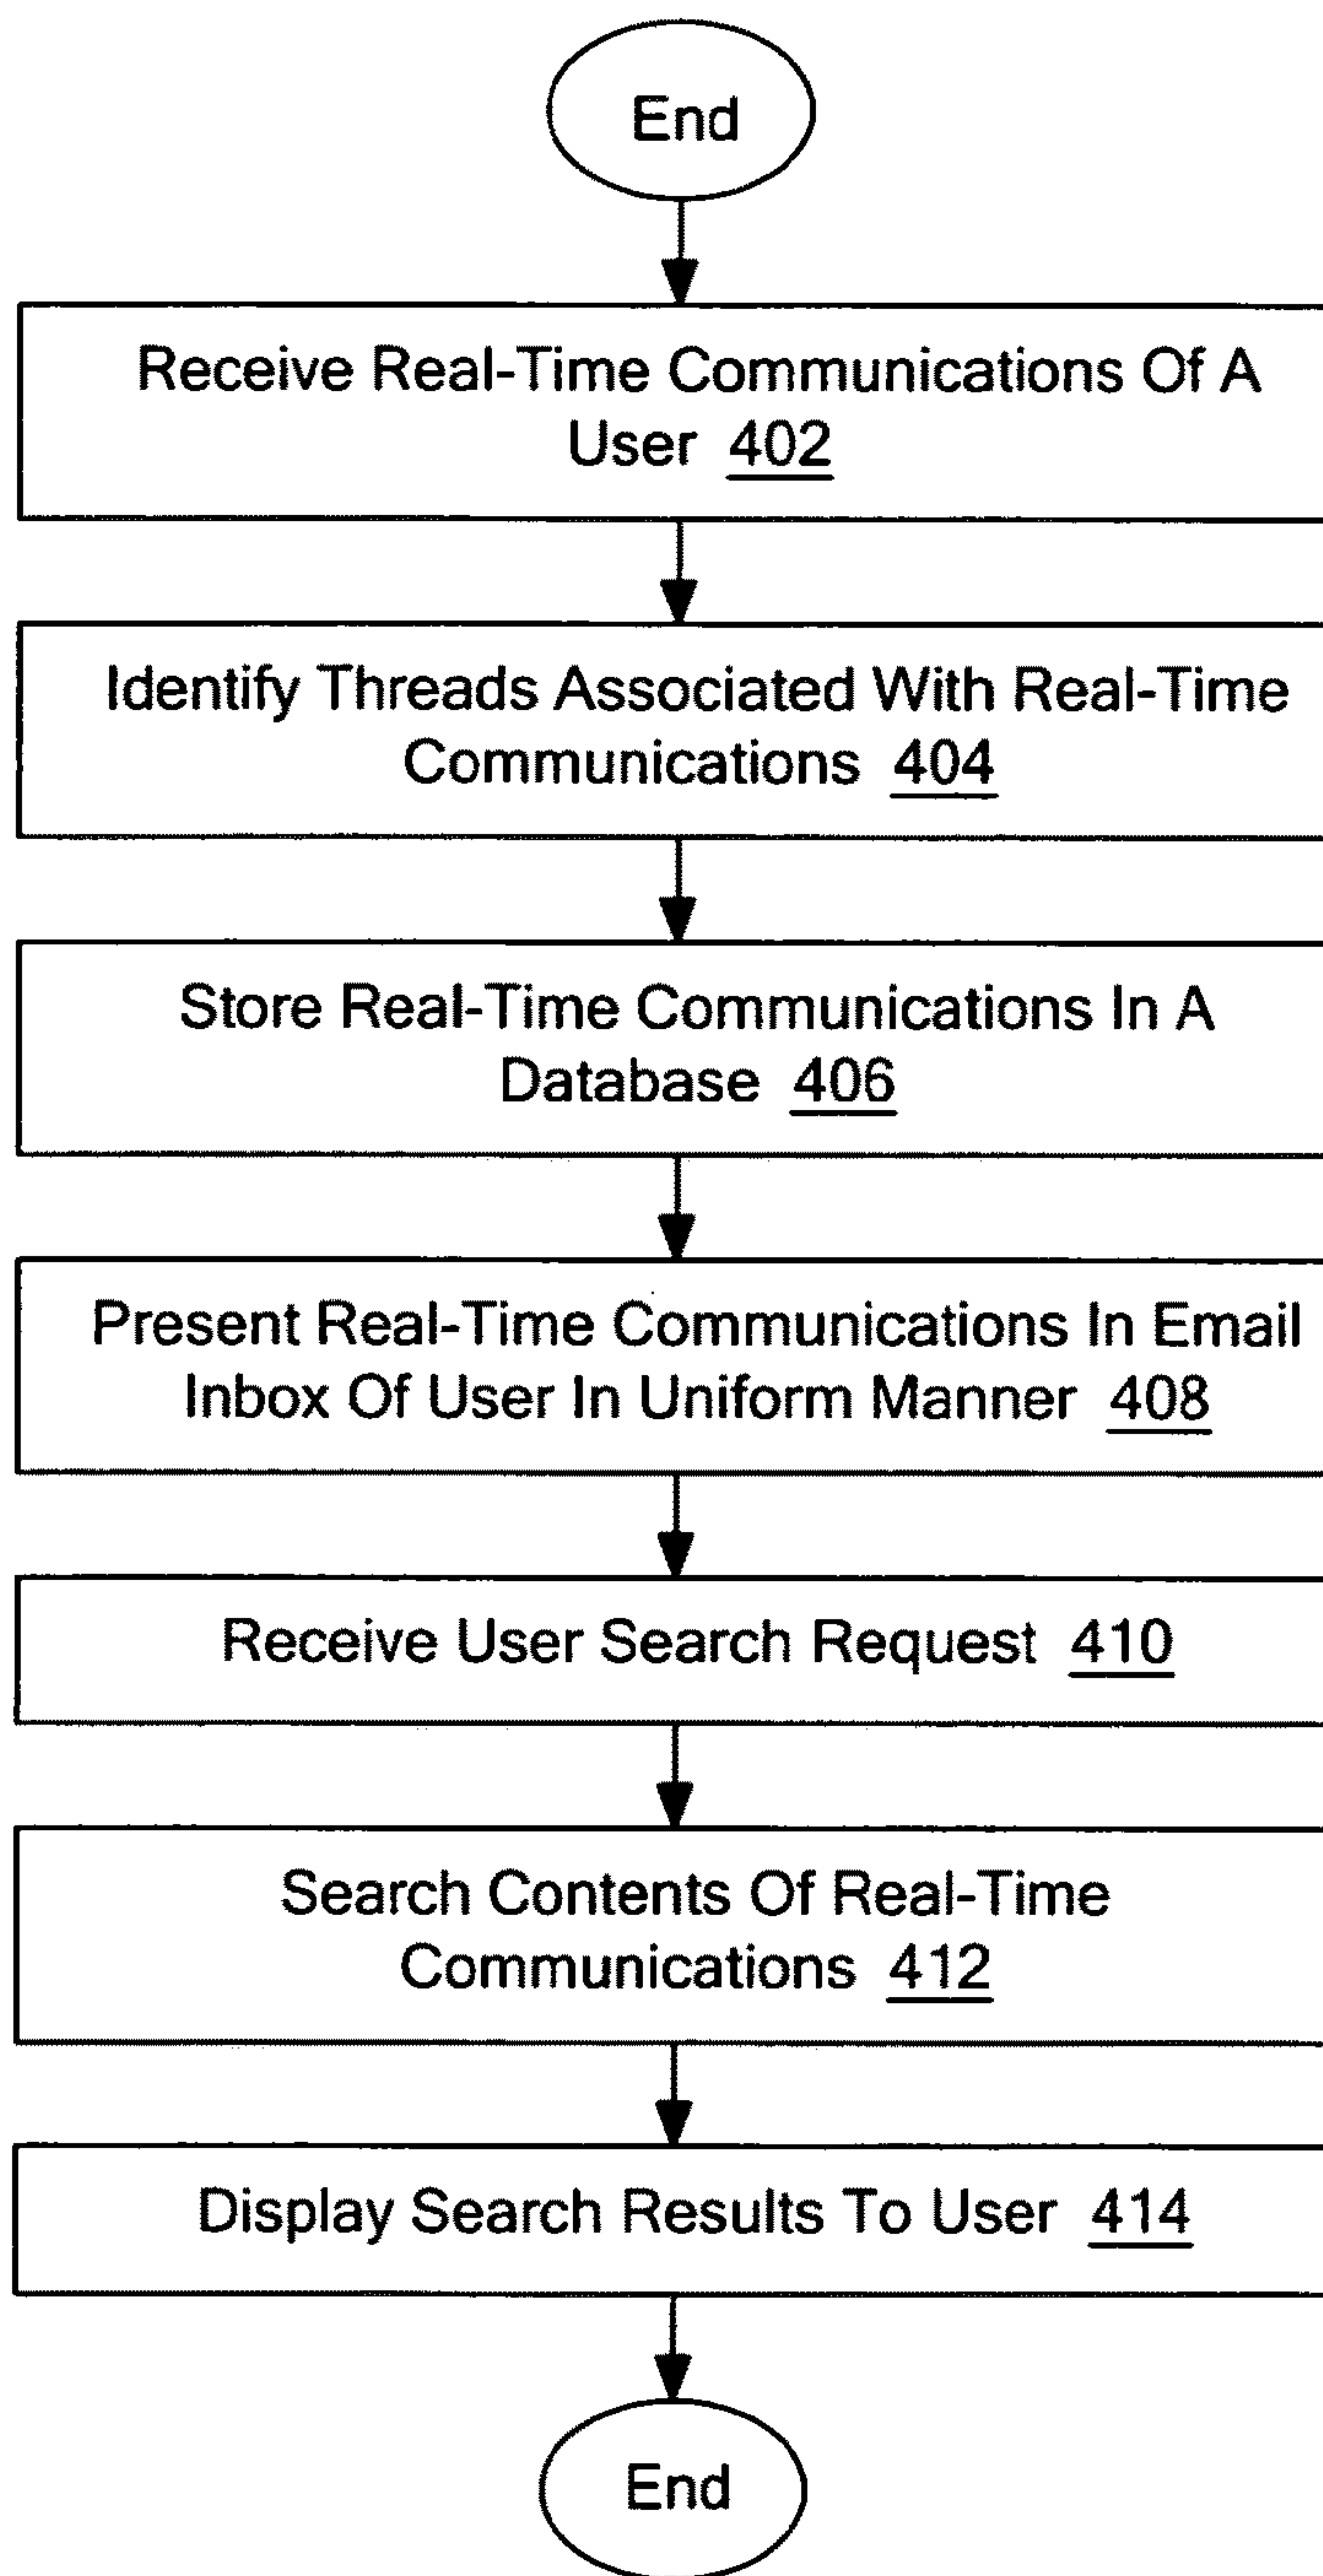 End
Receive Real-Time Communications Of A
User 402
Identify Threads Associated With Real-Time
Communications 404
Store Real-Time Communications In A
Database 406
Present Real-Time Communications In Email
Inbox Of User In Uniform Manner 408
Receive User Search Request 410
Search Contents Of Real-Time
Communications 412
Display Search Results To User 414
End